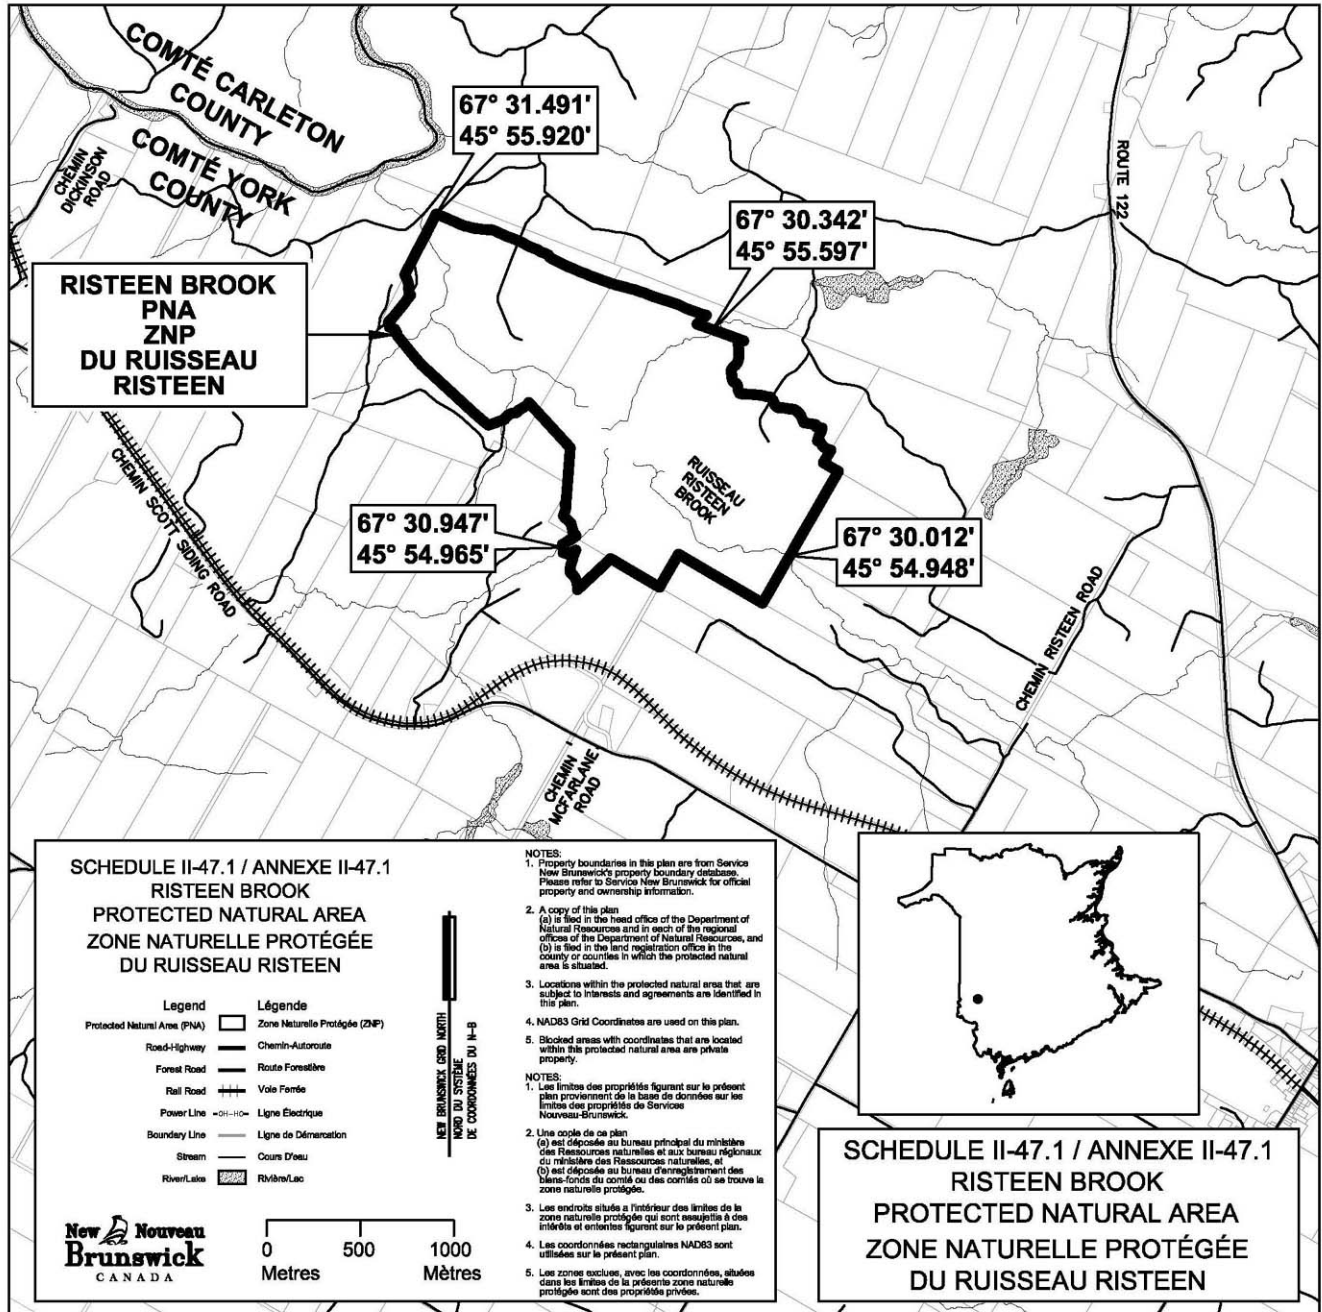 COMTÉ CARLETON
COUNTY
COMTÉ YORK
COUNTY
CHEMIN
DICKINSON
ROAD
67° 31.491'
45° 55.920'
ROUTE 122
67° 30.342'
45° 55.597'
RISTEEN BROOK
PNA
ZNP
DU RUISSEAU
RISTEEN
CHEMIN SCOTT SIDING ROAD
RUISSEAU
RISTEEN
BROOK
67° 30.947'
45° 54.965'
67° 30.012'
45° 54.948'
CHEMIN RISTEEN ROAD
CHEMIN
MCFARLANE
ROAD
SCHEDULE II-47.1 / ANNEXE II-47.1
RISTEEN BROOK
PROTECTED NATURAL AREA
ZONE NATURELLE PROTÉGÉE
DU RUISSEAU RISTEEN
Legend Légende
Protected Natural Area (PNA) Zone Naturelle Protégée (ZNP)
Road-Highway Chemin-Autoroute
Forest Road Route Forestière
Rail Road Voie Ferrée
Power Line -OH-HO- Ligne Électrique
Boundary Line Ligne de Démarcation
Stream Cours D'eau
River/Lake Rivière/Lac
NEW BRUNSWICK GRID NORTH
NORD DU SYSTÈME
DE COORDONNÉES DU N-B
New Nouveau
Brunswick
CANADA
0 500 1000
Metres Mètres
NOTES:
1. Property boundaries in this plan are from Service
New Brunswick's property boundary database.
Please refer to Service New Brunswick for official
property and ownership information.
2. A copy of this plan
(a) is filed in the head office of the Department of
Natural Resources and in each of the regional
offices of the Department of Natural Resources, and
(b) is filed in the land registration office in the
county or counties in which the protected natural
area is situated.
3. Locations within the protected natural area that are
subject to interests and agreements are identified in
this plan.
4. NAD83 Grid Coordinates are used on this plan.
5. Blocked areas with coordinates that are located
within this protected natural area are private
property.
NOTES:
1. Les limites des propriétés figurant sur le présent
plan proviennent de la base de données sur les
limites des propriétés de Services
Nouveau-Brunswick.
2. Une copie de ce plan
(a) est déposée au bureau principal du ministère
des Ressources naturelles et aux bureau régionaux
du ministère des Ressources naturelles, et
(b) est déposée au bureau d'enregistrement des
biens-fonds du comté ou des comtés où se trouve la
zone naturelle protégée.
3. Les endroits situés a l'intérieur des limites de la
zone naturelle protégée qui sont assujettis à des
intérêts et ententes figurent sur le présent plan.
4. Les coordonnées rectangulaires NAD83 sont
utilisées sur le présent plan.
5. Les zones exclues, avec les coordonnées, situées
dans les limites de la présente zone naturelle
protégée sont des propriétés privées.
SCHEDULE II-47.1 / ANNEXE II-47.1
RISTEEN BROOK
PROTECTED NATURAL AREA
ZONE NATURELLE PROTÉGÉE
DU RUISSEAU RISTEEN